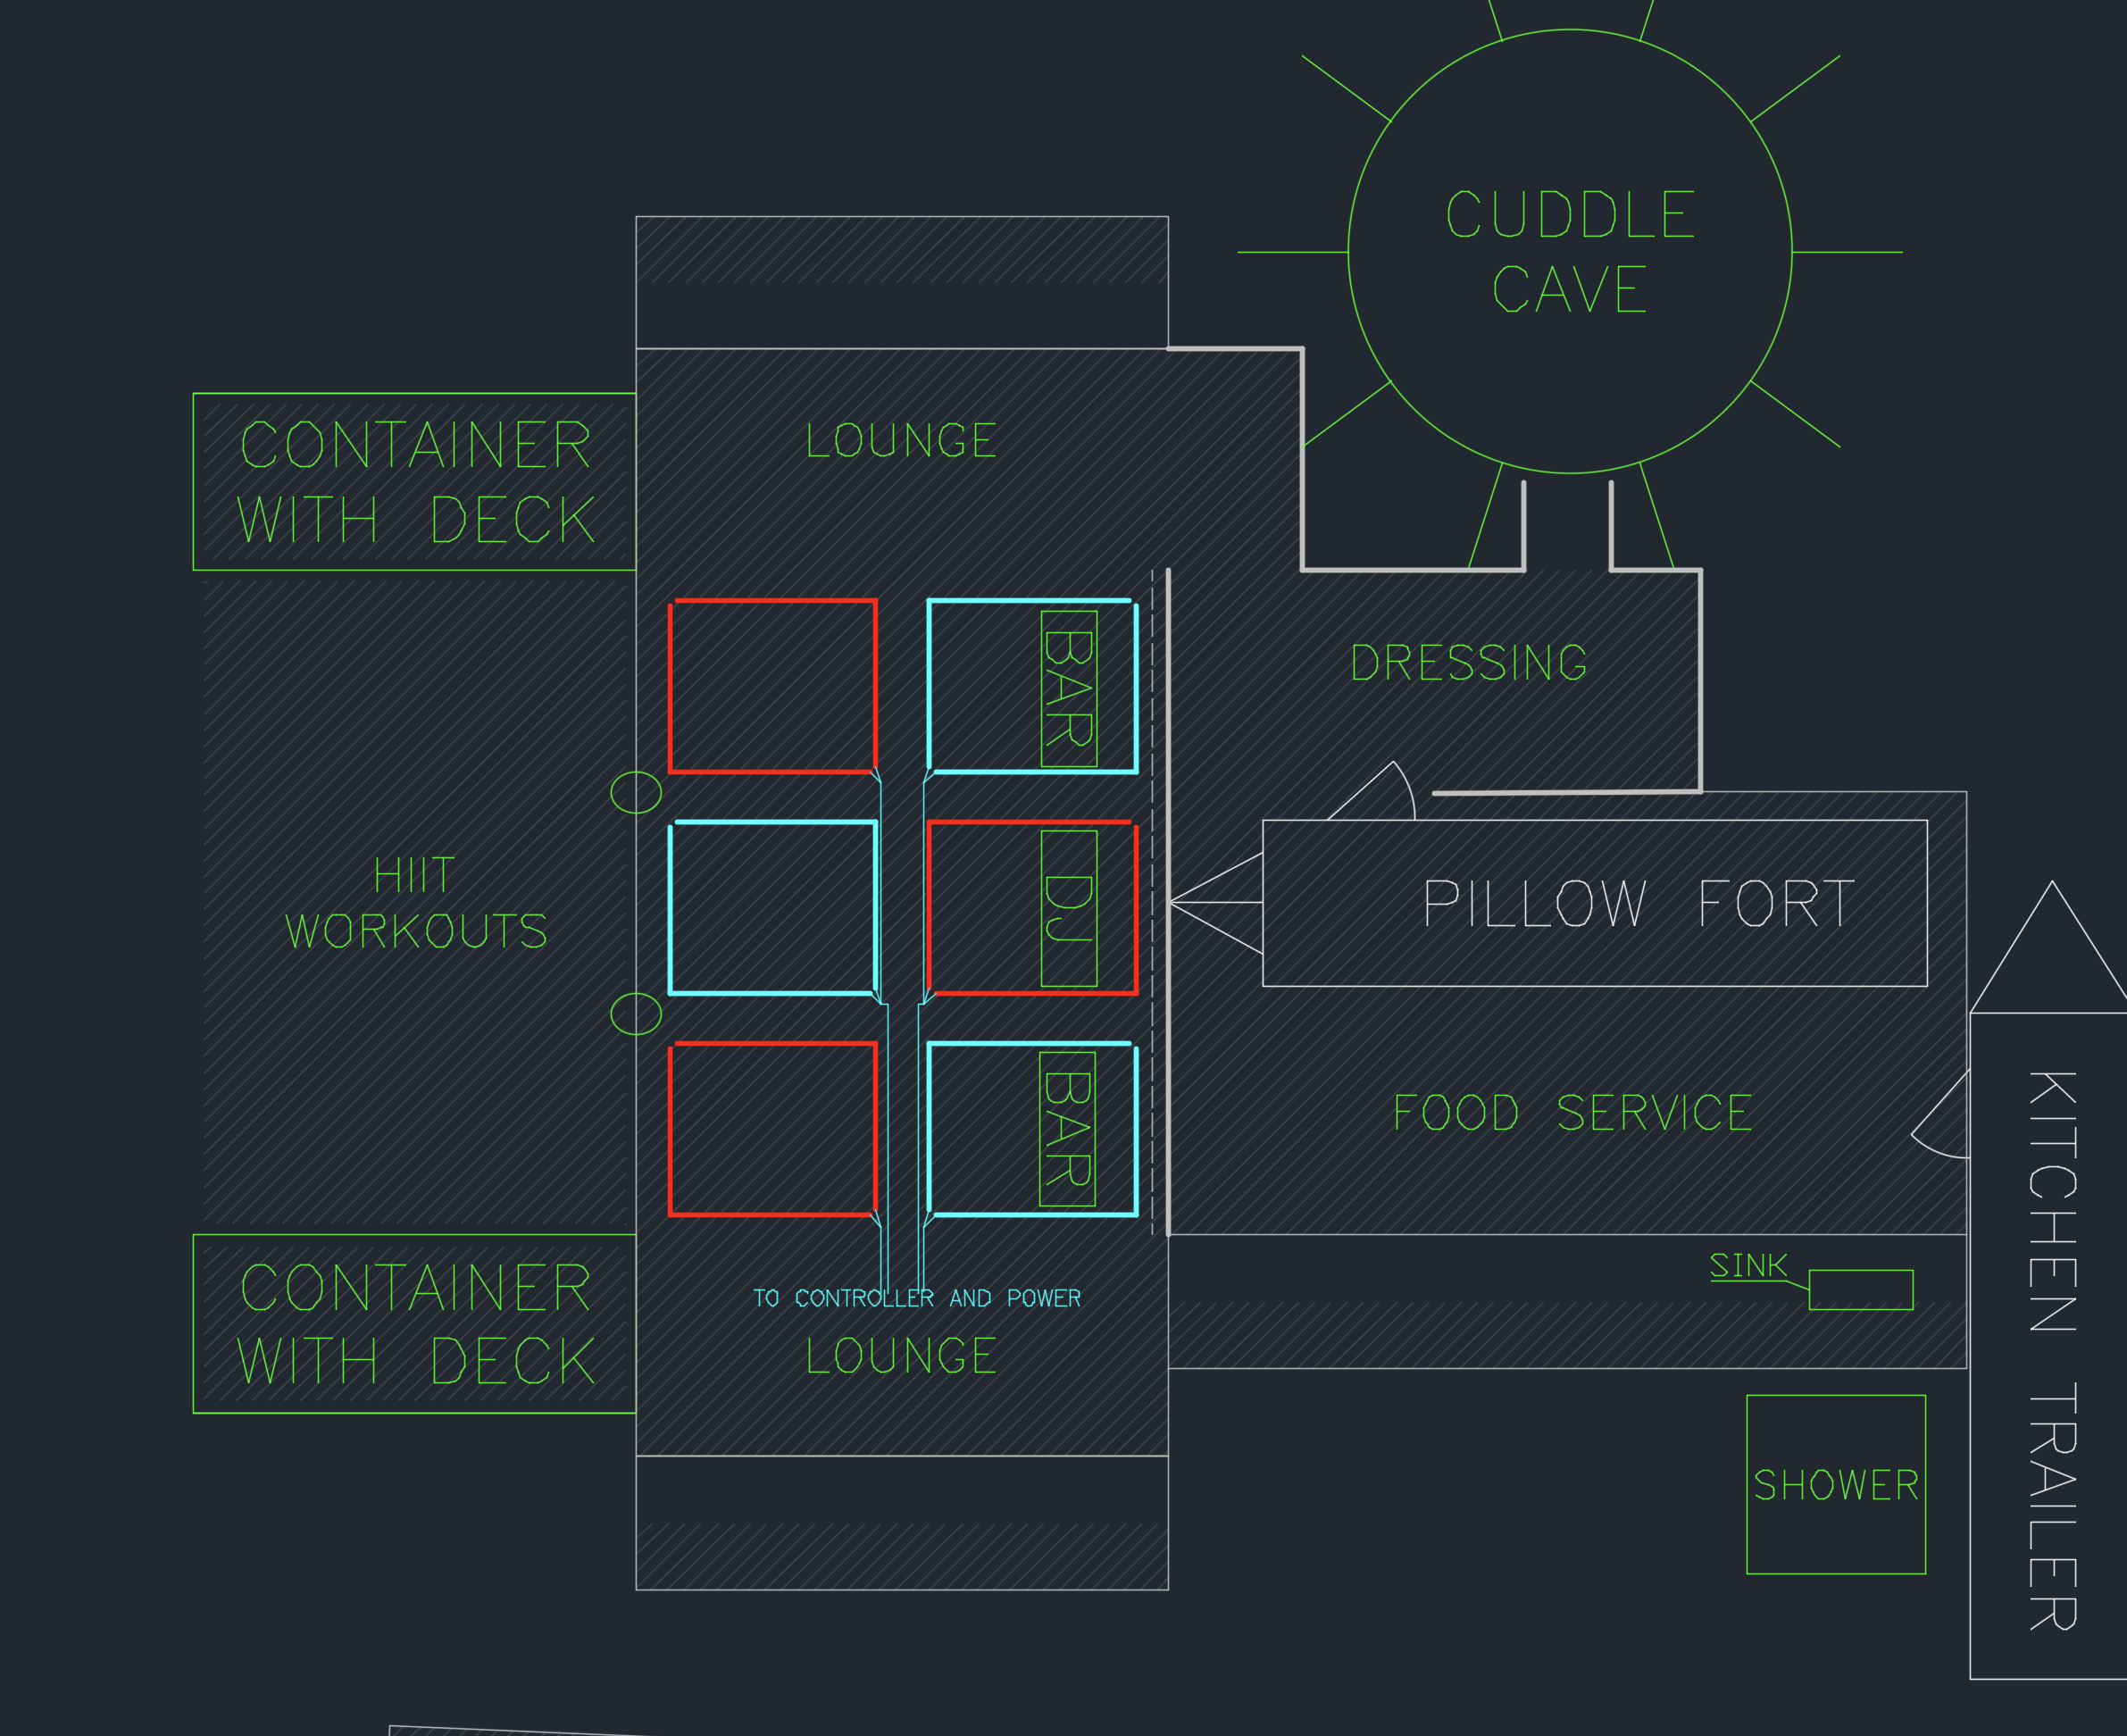 CUDDLE
CAVE
CONTAINER
WITH DECK
LOUNGE
BAR
DRESSING
HIIT
WORKOUTS
DJ
PILLOW FORT
BAR
FOOD SERVICE
KITCHEN TRAILER
SINK
CONTAINER
WITH DECK
TO CONTROLLER AND POWER
LOUNGE
SHOWER